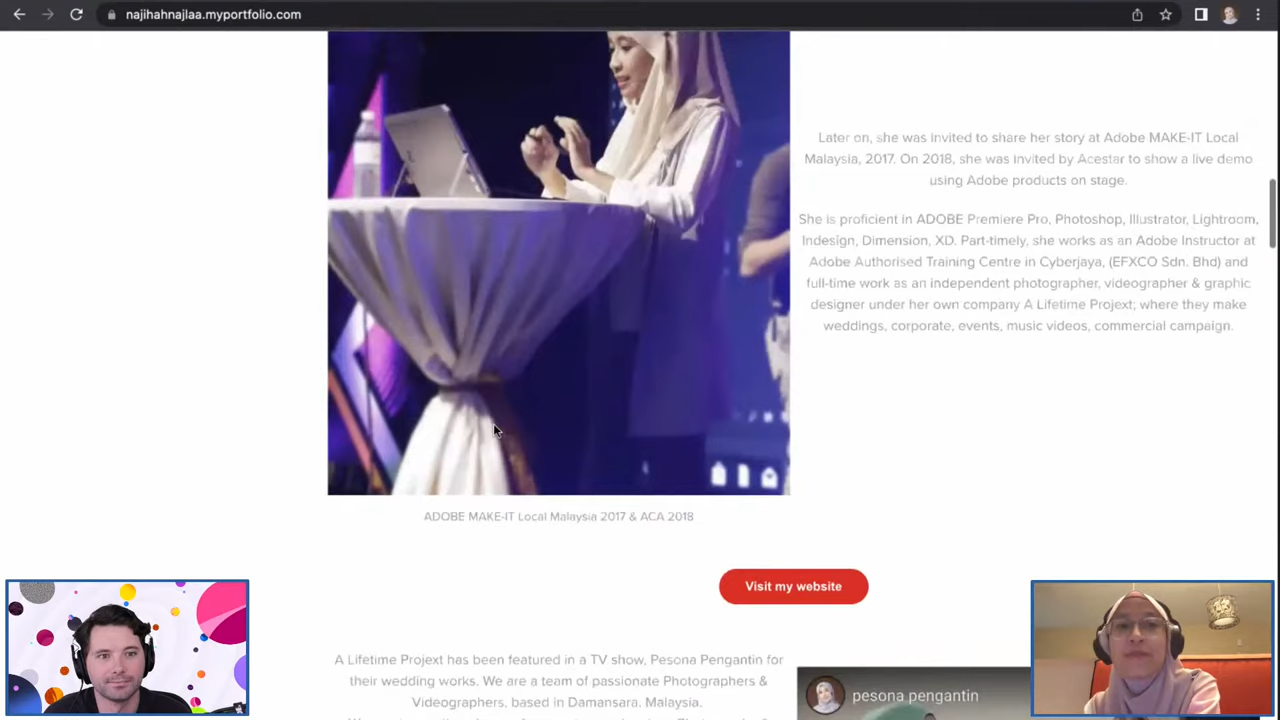 najihahnajlaa.myportfolio.com
Later on, she was invited to share her story at Adobe MAKE-IT Local
Malaysia, 2017. On 2018, she was invited by Acestar to show a live demo
using Adobe products on stage.
She is proficient in ADOBE Premiere Pro, Photoshop, Illustrator, Lightroom,
Indesign, Dimension, XD. Part-timely, she works as an Adobe Instructor at
Adobe Authorised Training Centre in Cyberjaya, (EFXCO Sdn. Bhd) and
full-time work as an independent photographer, videographer & graphic
designer under her own company A Lifetime Projext; where they make
weddings, corporate, events, music videos, commercial campaign.
ADOBE MAKE-IT Local Malaysia 2017 & ACA 2018
Visit my website
A Lifetime Projext has been featured in a TV show, Pesona Pengantin for
their wedding works. We are a team of passionate Photographers &
Videographers, based in Damansara, Malaysia.
pesona pengantin